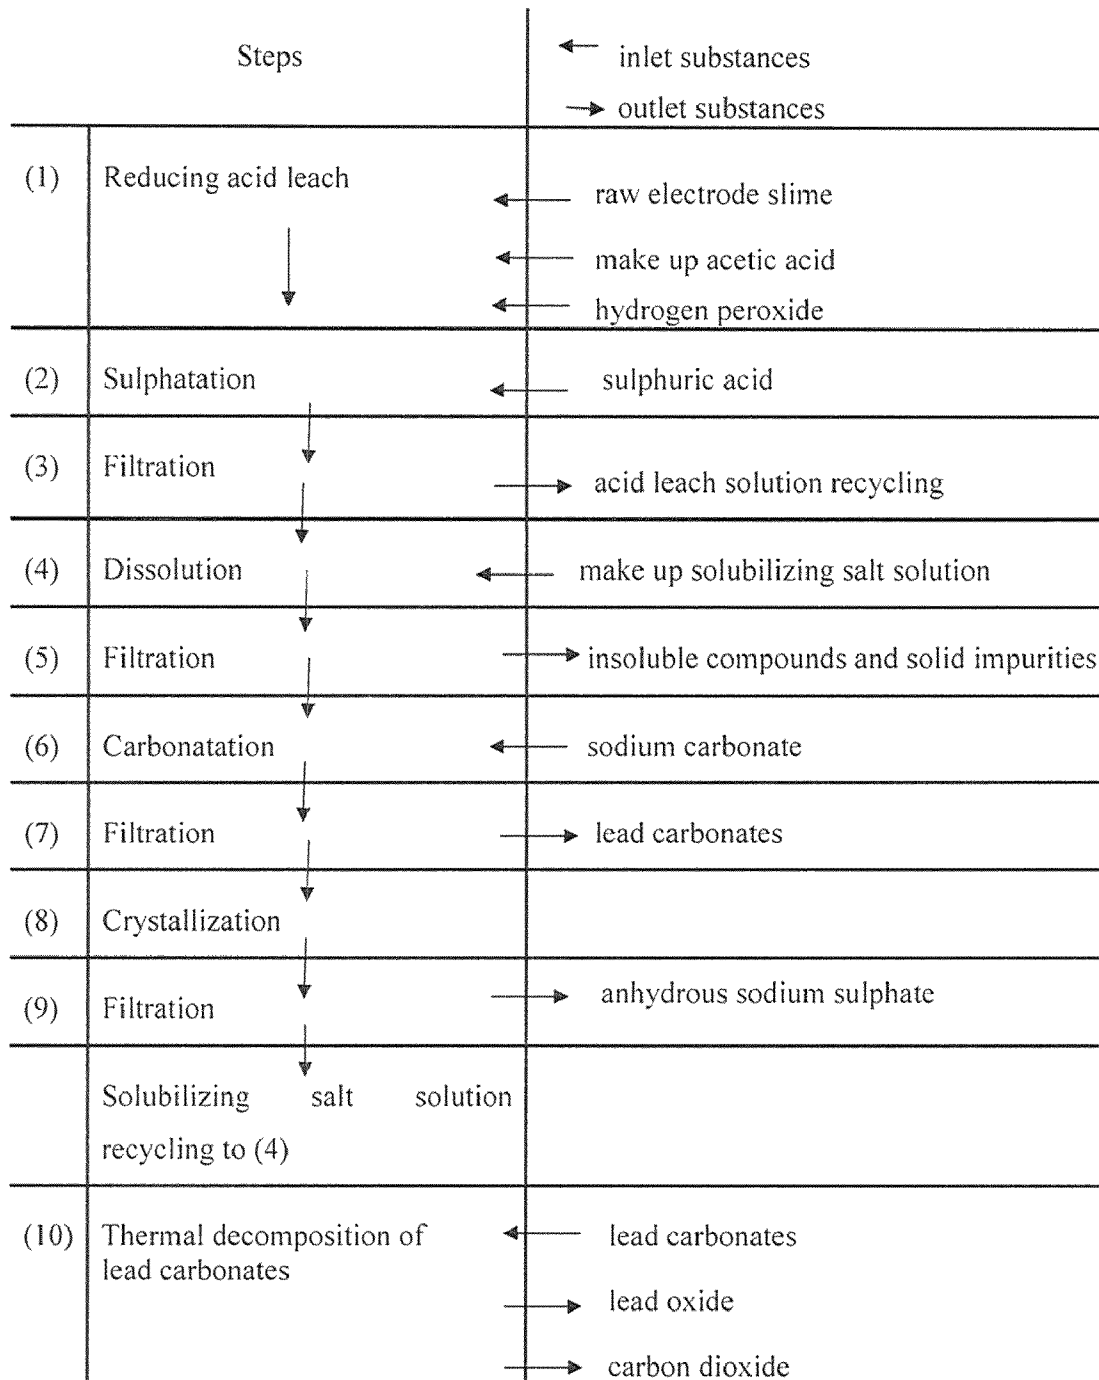 Steps
inlet substances
outlet substances
(1) Reducing acid leach
raw electrode slime
make up acetic acid
hydrogen peroxide
(2) Sulphatation sulphuric acid
(3) Filtration
acid leach solution recycling
(4) Dissolution make up solubilizing salt solution
(5) Filtration insoluble compounds and solid impurities
(6) Carbonatation sodium carbonate
(7) Filtration lead carbonates
(8) Crystallization
(9) Filtration anhydrous sodium sulphate
Solubilizing salt solution
recycling to (4)
(10) Thermal decomposition of lead carbonates
lead carbonates
lead oxide
carbon dioxide